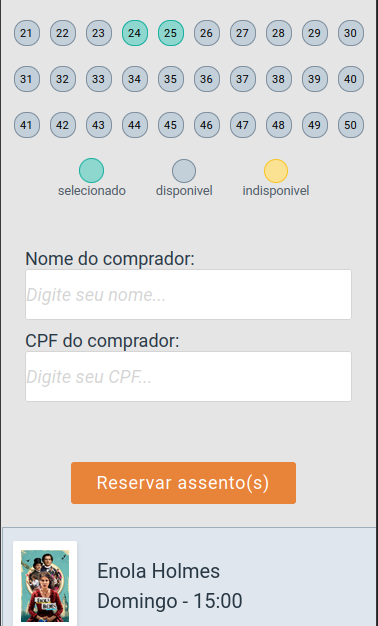 21 22 23 24 25 26 27 28 29 30
31 32 33 34 35 36 37 38 39 40
41 42 43 44 45 46 47 48 49 50
selecionado disponivel indisponivel
Nome do comprador:
Digite seu nome...
CPF do comprador:
Digite seu CPF...
Reservar assento(s)
Enola Holmes
Domingo - 15:00
ENOLA HOLMES